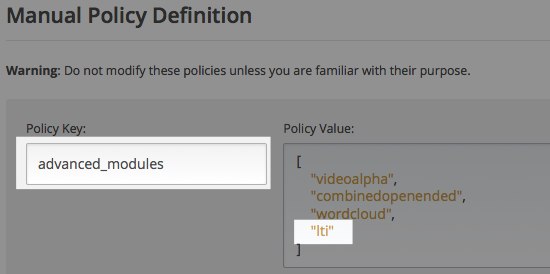 Manual Policy Definition
Warning: Do not modify these policies unless you are familiar with their purpose.
Policy Key:
advanced_modules
Policy Value:
[
"videoalpha",
"combinedopenended",
"wordcloud",
"lti"
]